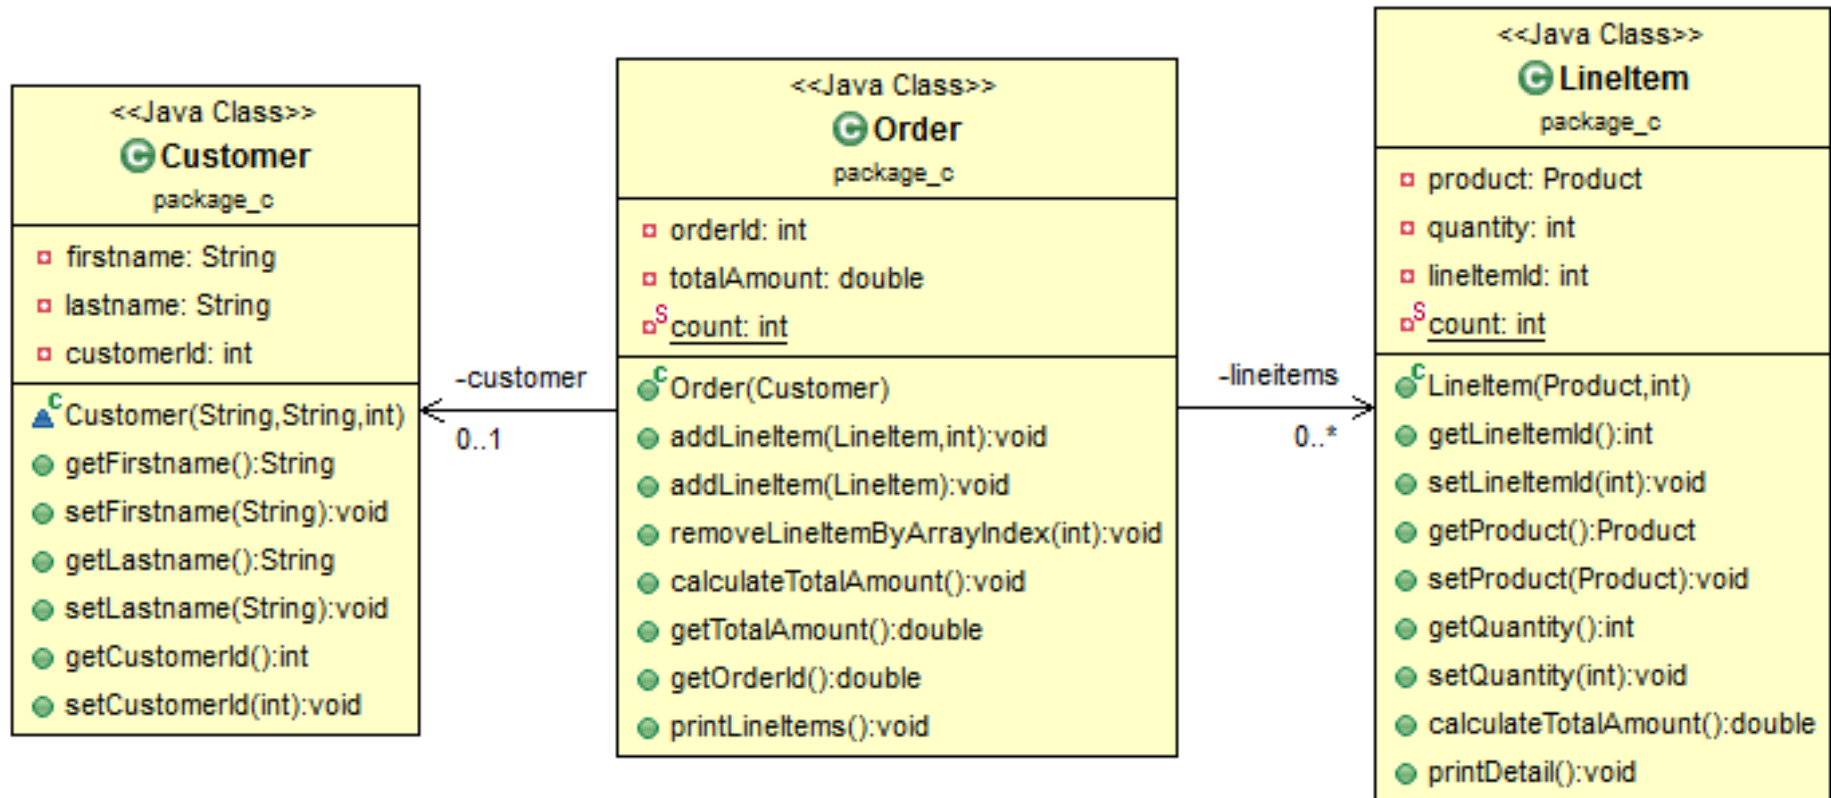 <<Java Class>>
C Customer
package_c
firstname: String
lastname: String
customerId: int
C Customer(String,String,int)
getFirstname():String
setFirstname(String):void
getLastname():String
setLastname(String):void
getCustomerId():int
setCustomerId(int):void
-customer
0..1
<<Java Class>>
C Order
package_c
orderId: int
totalAmount: double
S count: int
C Order(Customer)
addLineItem(LineItem,int):void
addLineItem(LineItem):void
removeLineItemByArrayIndex(int):void
calculateTotalAmount():void
getTotalAmount():double
getOrderId():double
printLineItems():void
-lineitems
0..*
<<Java Class>>
C LineItem
package_c
product: Product
quantity: int
lineItemId: int
S count: int
C LineItem(Product,int)
getLineItemId():int
setLineItemId(int):void
getProduct():Product
setProduct(Product):void
getQuantity():int
setQuantity(int):void
calculateTotalAmount():double
printDetail():void